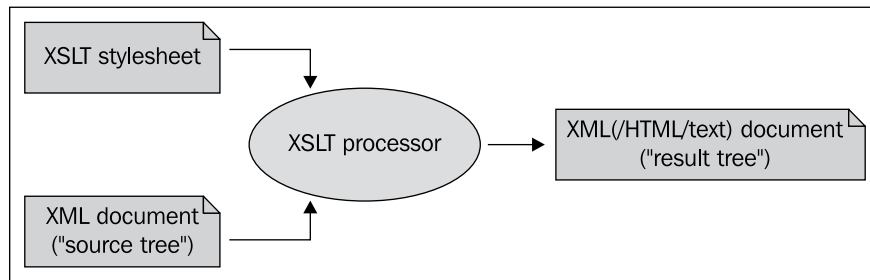 XSLT stylesheet
XSLT processor
XML(/HTML/text) document
("result tree")
XML document
("source tree")